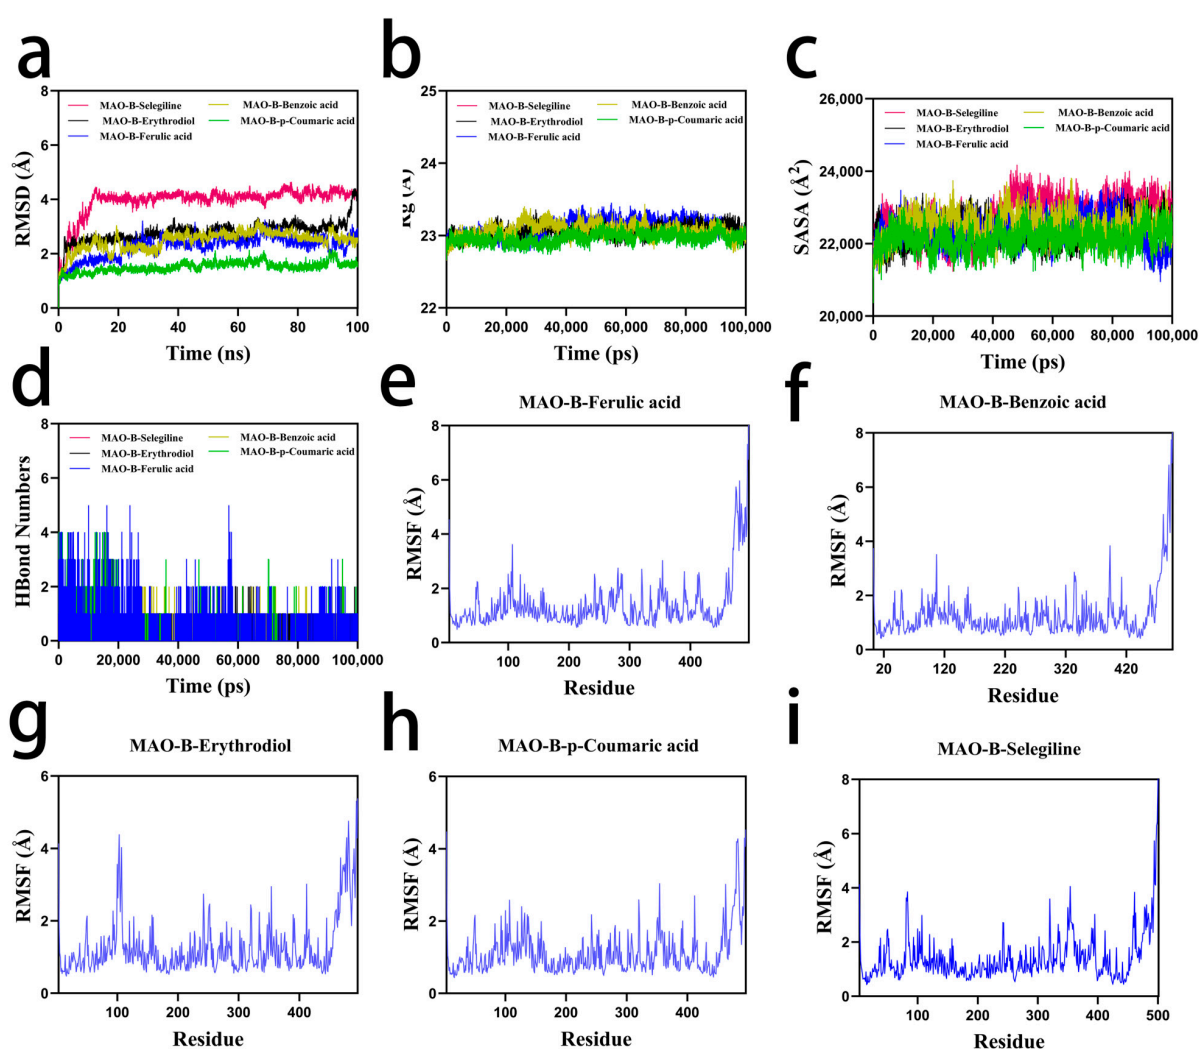 a
8
6
4
2
0
RMSD (Å)
MAO-B-Selegiline
MAO-B-Erythrodiol
MAO-B-Ferulic acid
MAO-B-Benzoic acid
MAO-B-p-Coumaric acid
0 20 40 60 80 100
Time (ns)
b
25
24
23
22
MAO-B-Selegiline
MAO-B-Erythrodiol
MAO-B-Ferulic acid
MAO-B-Benzoic acid
MAO-B-p-Coumaric acid
0 20,000 40,000 60,000 80,000 100,000
Time (ps)
c
26,000
24,000
22,000
20,000
SASA (Å²)
MAO-B-Selegiline
MAO-B-Erythrodiol
MAO-B-Ferulic acid
MAO-B-Benzoic acid
MAO-B-p-Coumaric acid
0 20,000 40,000 60,000 80,000 100,000
Time (ps)
d
8
6
4
2
0
HBond Numbers
MAO-B-Selegiline
MAO-B-Erythrodiol
MAO-B-Ferulic acid
MAO-B-Benzoic acid
MAO-B-p-Coumaric acid
0 20,000 40,000 60,000 80,000 100,000
Time (ps)
e
MAO-B-Ferulic acid
8
6
4
2
0
RMSF (Å)
100 200 300 400
Residue
f
MAO-B-Benzoic acid
8
6
4
2
0
RMSF (Å)
20 120 220 320 420
Residue
g
MAO-B-Erythrodiol
6
4
2
0
RMSF (Å)
100 200 300 400
Residue
h
MAO-B-p-Coumaric acid
6
4
2
0
RMSF (Å)
100 200 300 400
Residue
i
MAO-B-Selegiline
8
6
4
2
0
RMSF (Å)
100 200 300 400 500
Residue